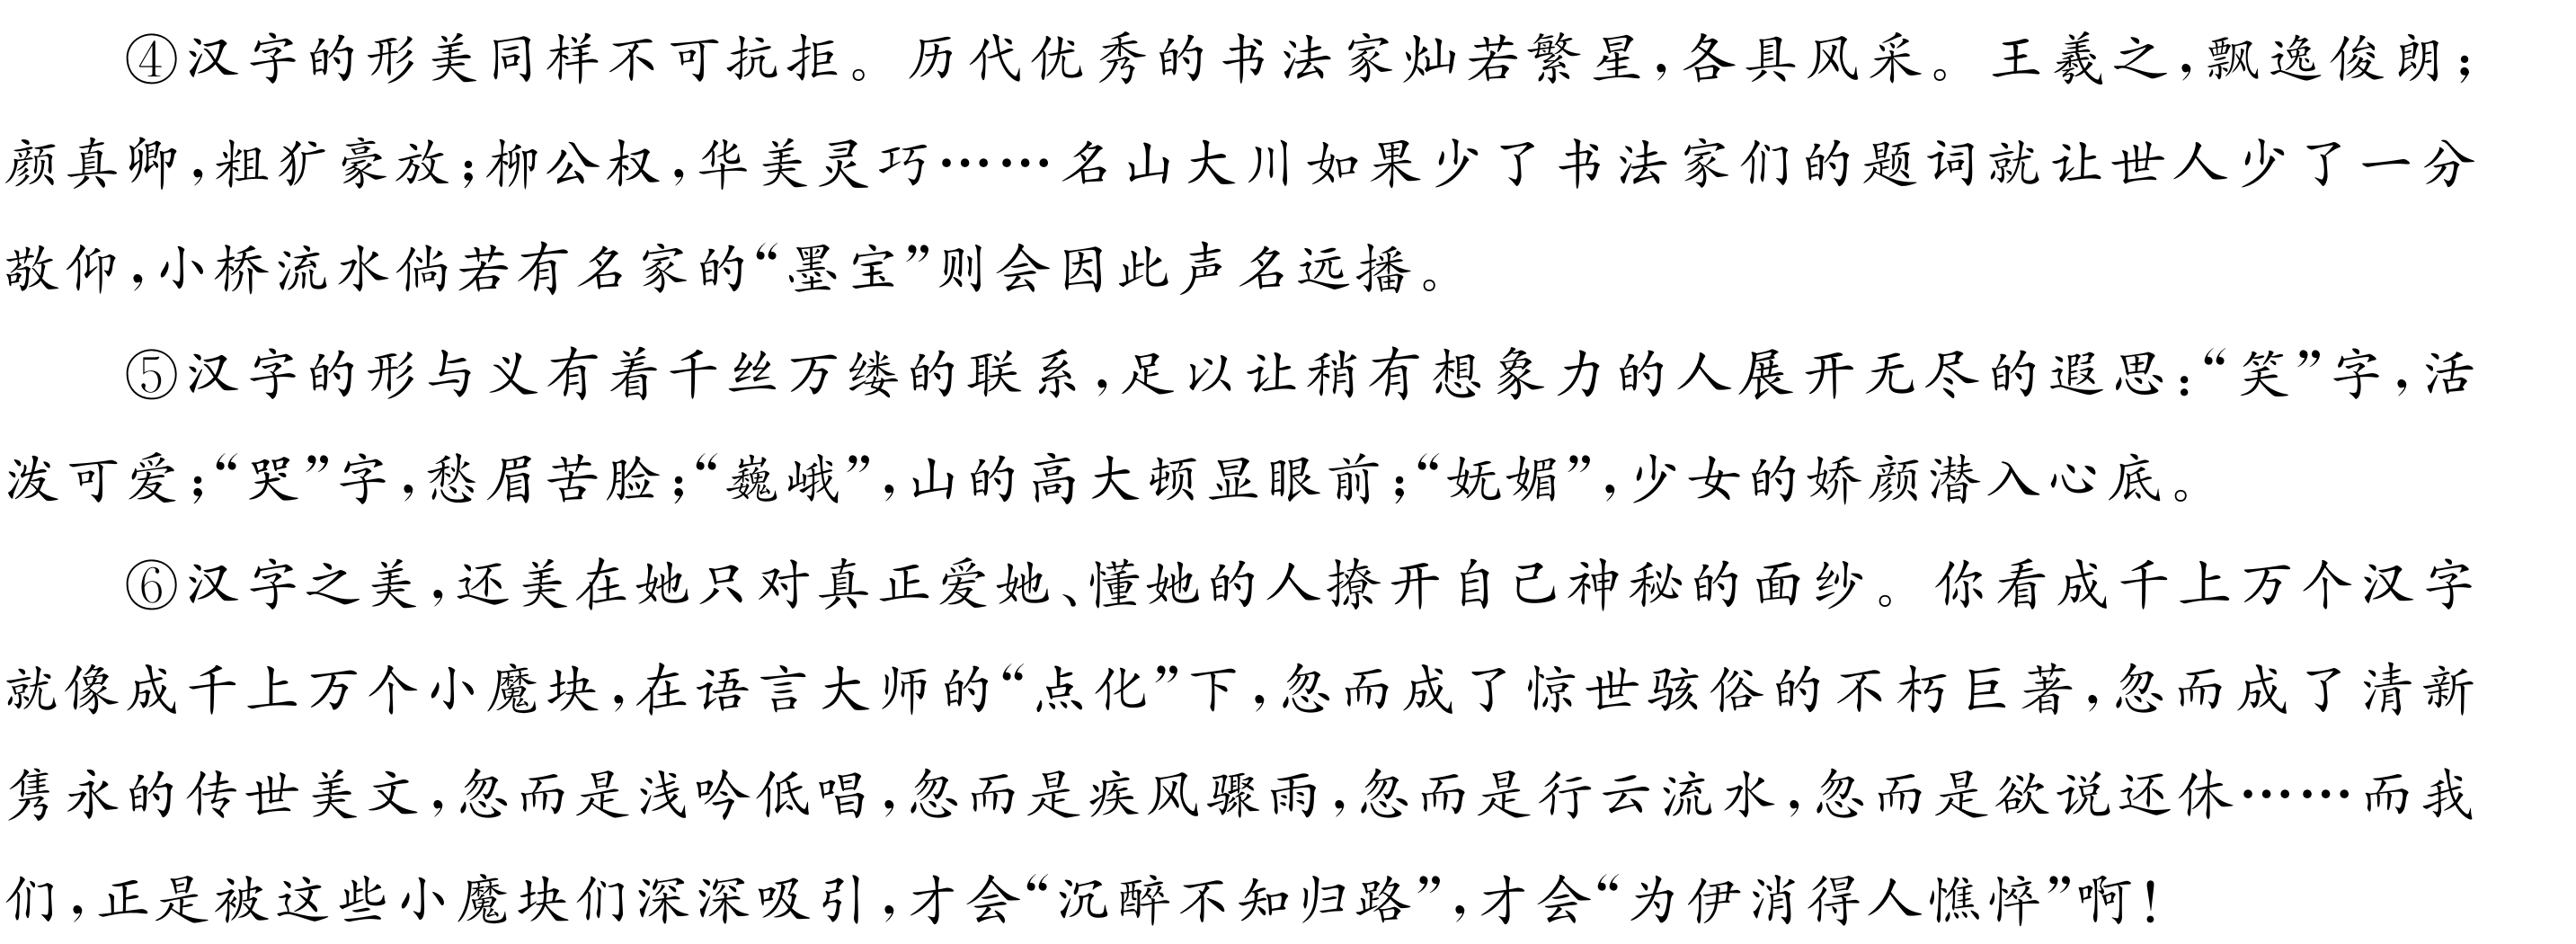 ④汉字的形美同样不可抗拒。历代优秀的书法家灿若繁星,各具风采。王羲之,飘逸俊朗;
颜真卿,粗犷豪放;柳公权,华美灵巧……名山大川如果少了书法家们的题词就让世人少了一分
敬仰,小桥流水倘若有名家的“墨宝”则会因此声名远播。
⑤汉字的形与义有着千丝万缕的联系,足以让稍有想象力的人展开无尽的遐思:“笑”字,活
泼可爱;“哭”字,愁眉苦脸;“巍峨”,山的高大顿显眼前;“妩媚”,少女的娇颜潜入心底。
⑥汉字之美,还美在她只对真正爱她、懂她的人撩开自己神秘的面纱。你看成千上万个汉字
就像成千上万个小魔块,在语言大师的“点化”下,忽而成了惊世骇俗的不朽巨著,忽而成了清新
隽永的传世美文,忽而是浅吟低唱,忽而是疾风骤雨,忽而是行云流水,忽而是欲说还休……而我
们,正是被这些小魔块们深深吸引,才会“沉醉不知归路”,才会“为伊消得人憔悴”啊!